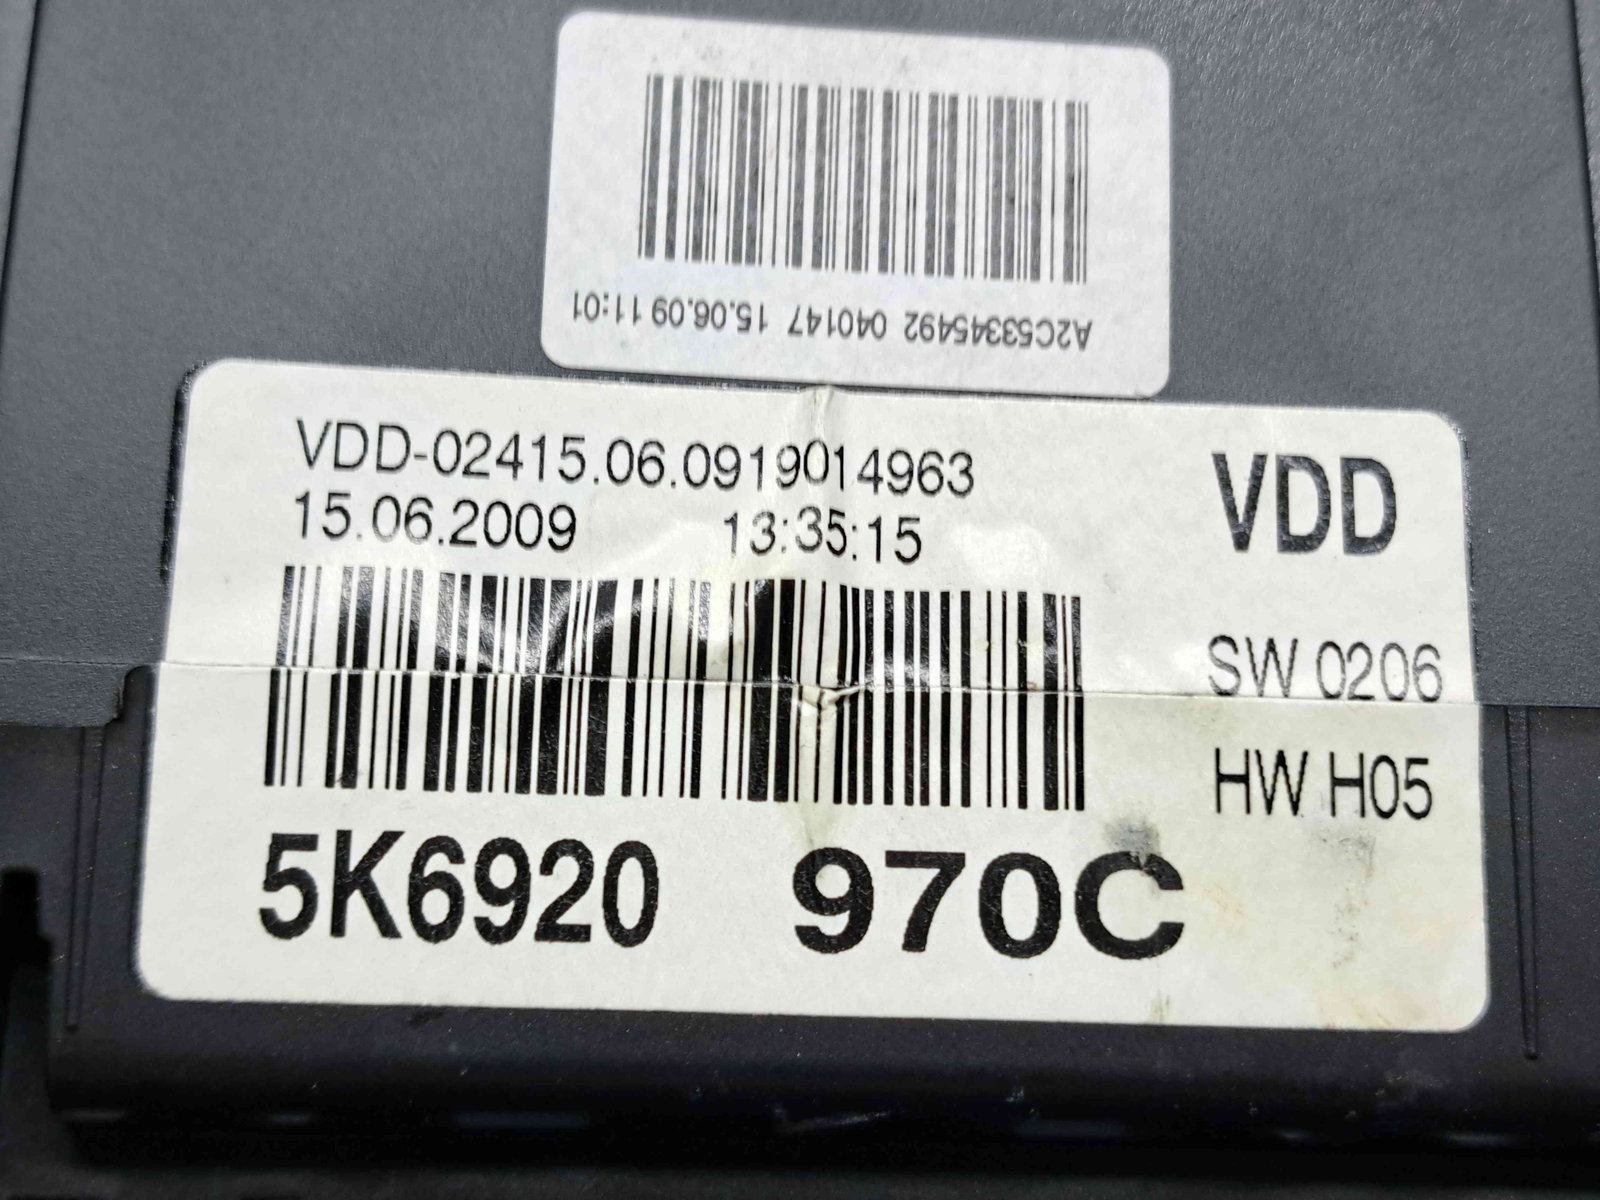 A2C53345492 040147 15.06.09 11:01
VDD-02415.06.0919014963
15.06.2009 13:35:15
VDD
SW 0206
HW H05
5K6920 970C